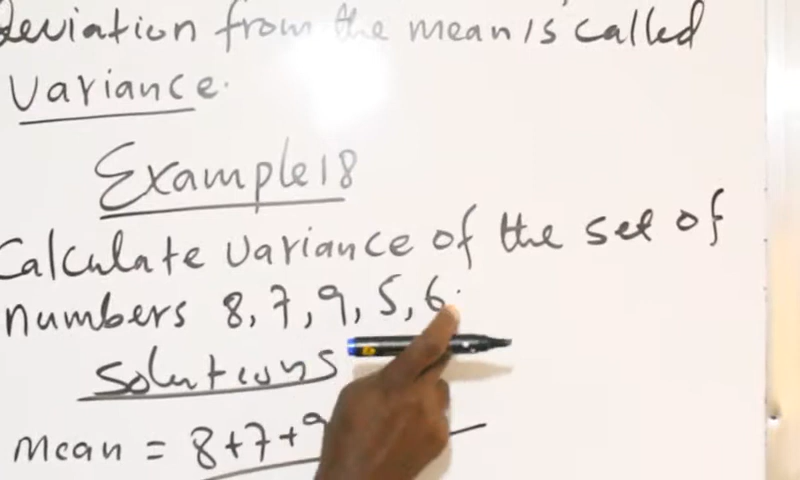 Deviation from the mean is called
Variance.
Example 18
Calculate variance of the set of
numbers 8, 7, 9, 5, 6.
Solutions
Mean = 8+7+9